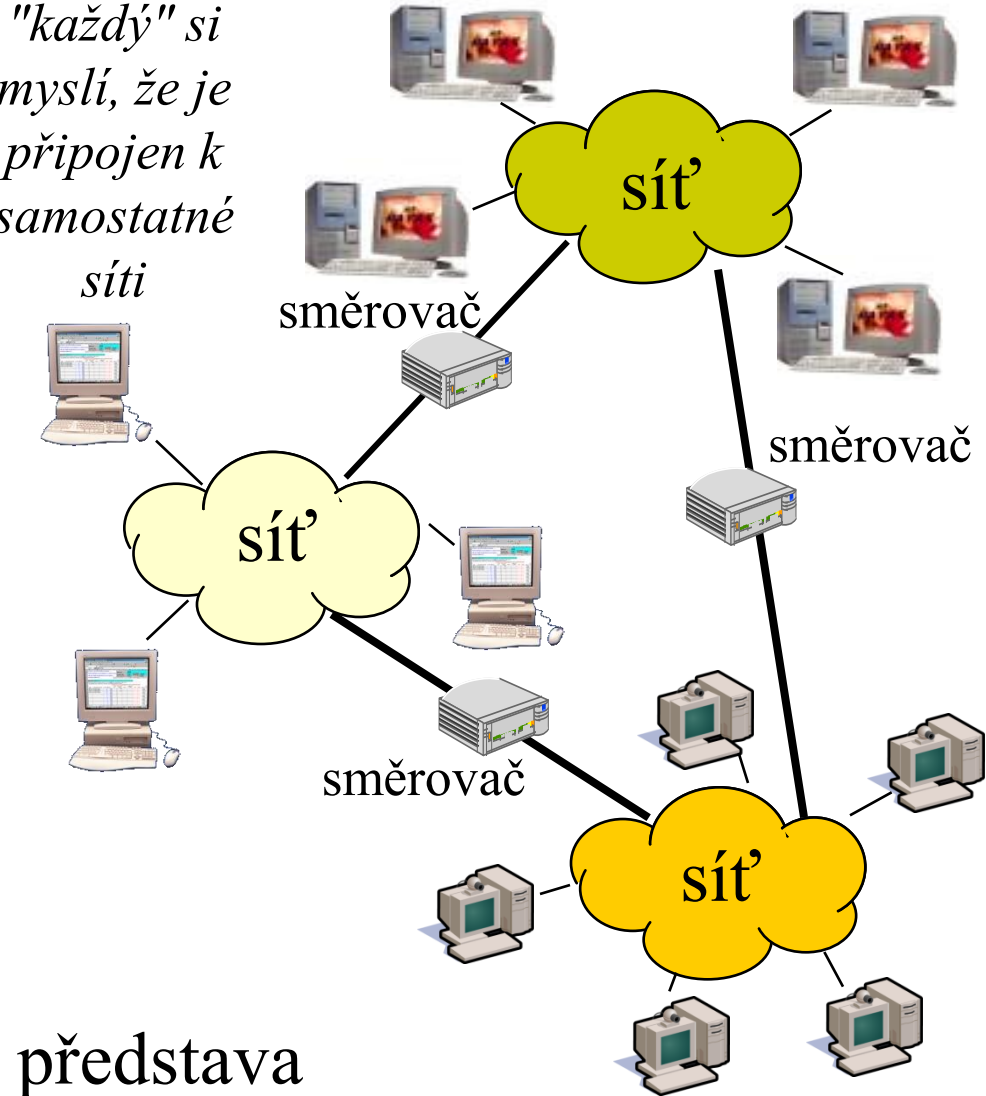 "každý" si
myslí, že je
připojen k
samostatné
síti
síť
směrovač
směrovač
síť
směrovač
síť
představa